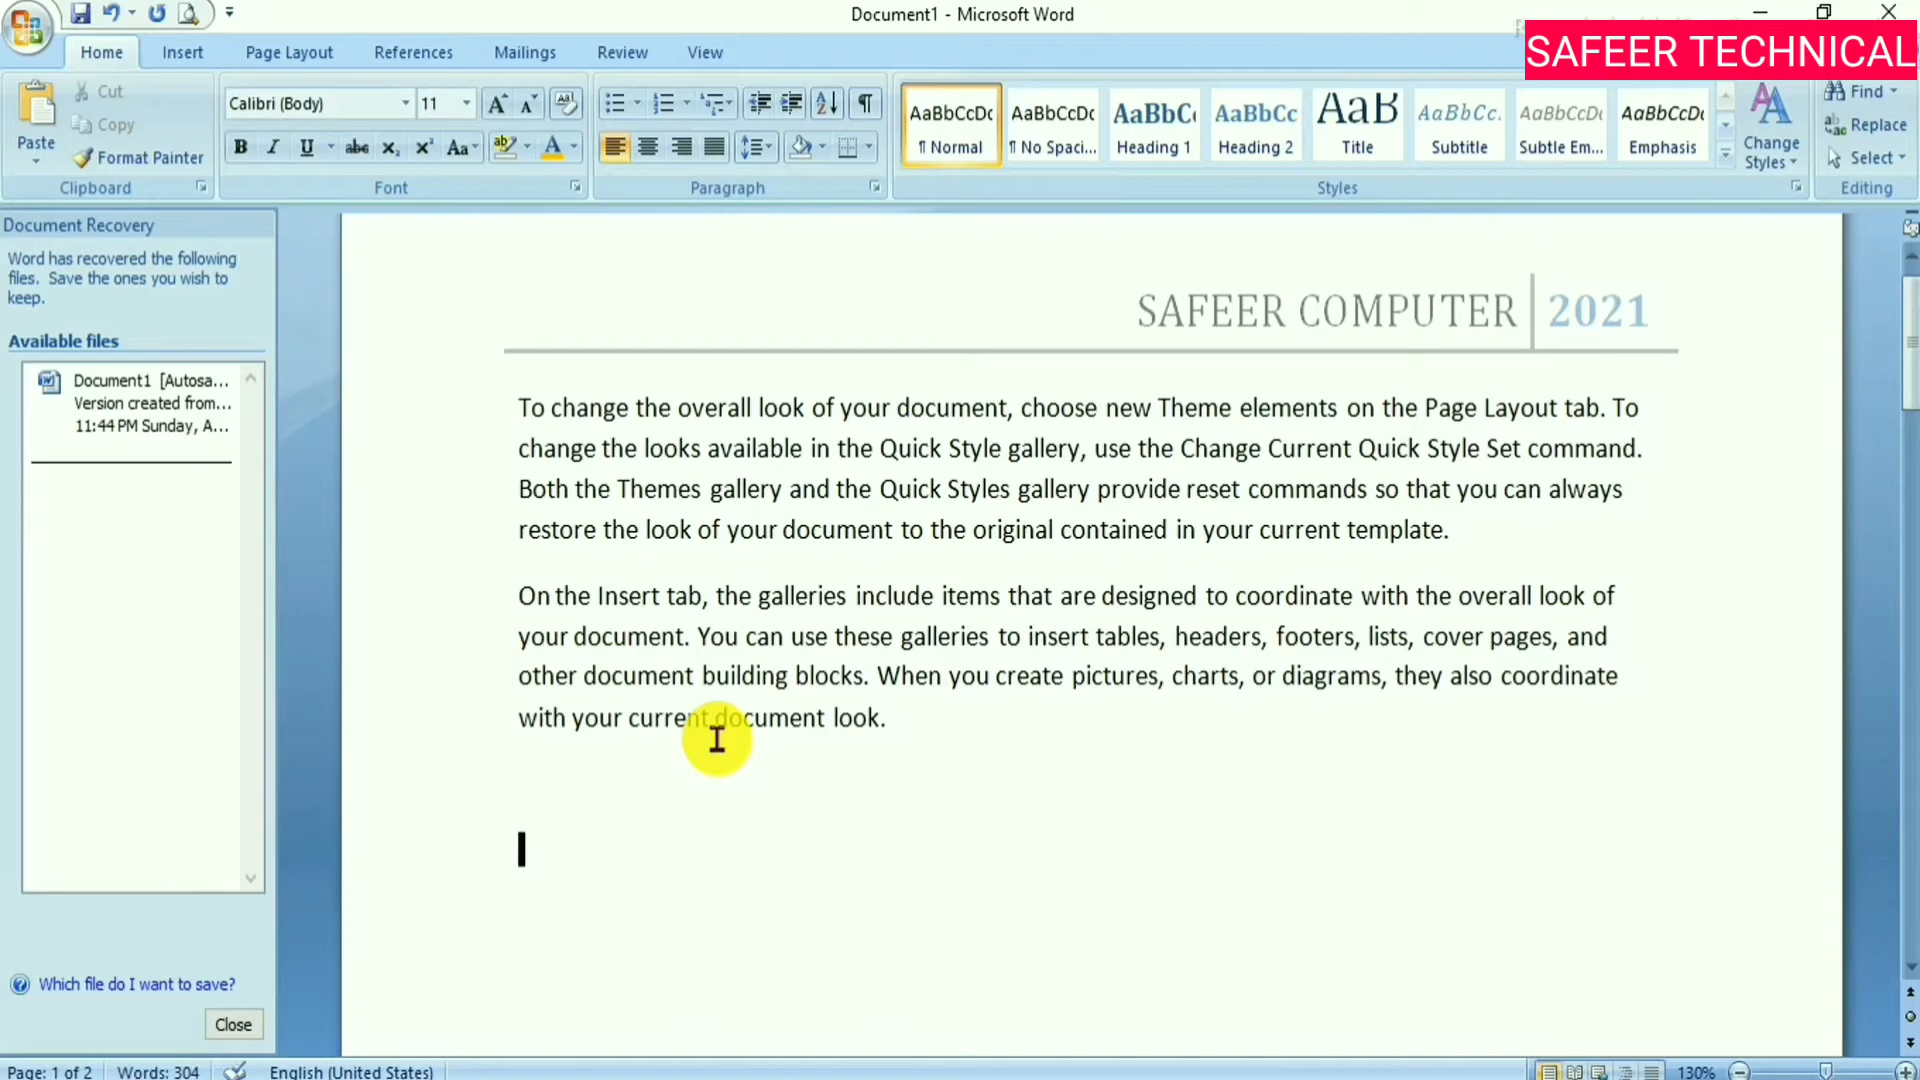 Document1 - Microsoft Word
SAFEER TECHNICAL
Home Insert Page Layout References Mailings Review View
Paste
Cut
Copy
Format Painter
Clipboard
Calibri (Body) 11
Font
Paragraph
AaBbCcDc
¶ Normal
AaBbCcDc
¶ No Spaci...
AaBbC
Heading 1
AaBbCc
Heading 2
AaB
Title
AaBbCc.
Subtitle
AaBbCcDc
Subtle Em...
AaBbCcDc
Emphasis
Change
Styles
Styles
Find
Replace
Select
Editing
Document Recovery
Word has recovered the following
files. Save the ones you wish to
keep.
Available files
Document1 [Autosa...
Version created from...
11:44 PM Sunday, A...
Which file do I want to save?
Close
SAFEER COMPUTER 2021
To change the overall look of your document, choose new Theme elements on the Page Layout tab. To
change the looks available in the Quick Style gallery, use the Change Current Quick Style Set command.
Both the Themes gallery and the Quick Styles gallery provide reset commands so that you can always
restore the look of your document to the original contained in your current template.
On the Insert tab, the galleries include items that are designed to coordinate with the overall look of
your document. You can use these galleries to insert tables, headers, footers, lists, cover pages, and
other document building blocks. When you create pictures, charts, or diagrams, they also coordinate
with your current document look.
Page: 1 of 2 Words: 304 English (United States) 130%